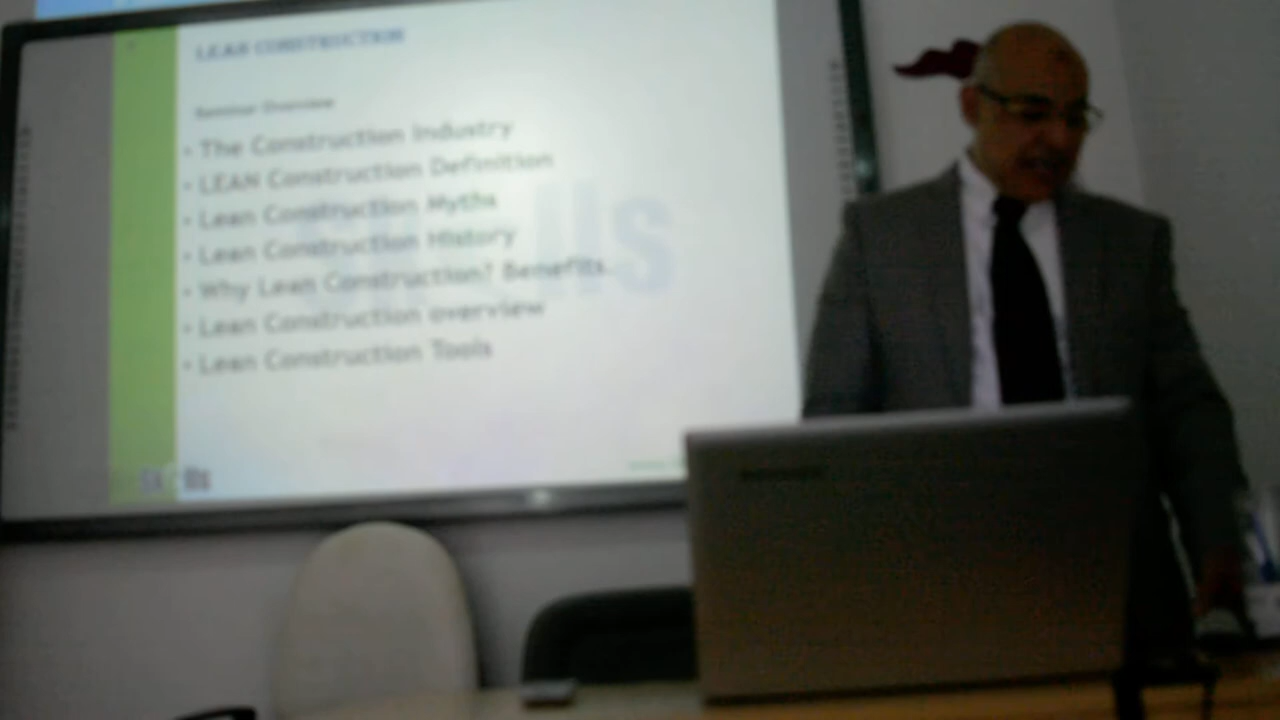 LEAN CONSTRUCTION
Seminar Overview
• The Construction Industry
• LEAN Construction Definition
• Lean Construction Myths
• Lean Construction History
• Why Lean Construction? Benefits.
• Lean Construction overview
• Lean Construction Tools